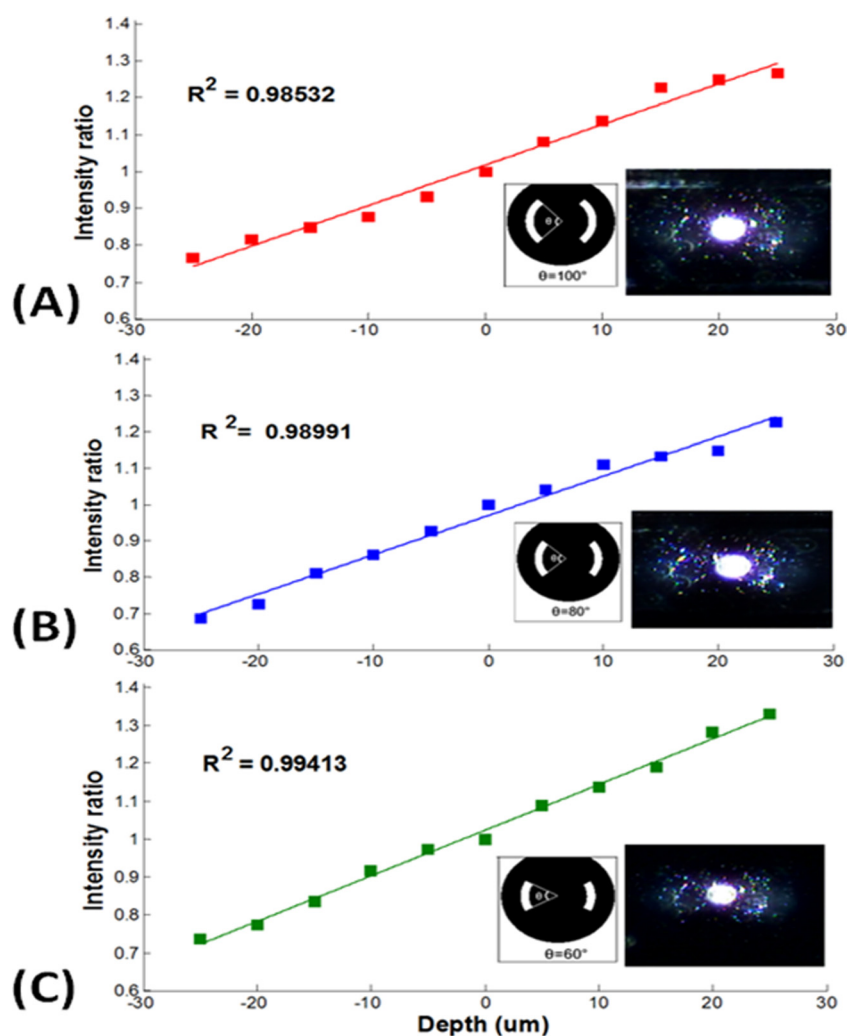 1.4
1.3
R² = 0.98532
1.2
1.1
Intensity ratio
1
0.9
θ
0.8
θ=100°
0.7
(A)
0.6
-30 -20 -10 0 10 20 30
1.4
1.3
R² = 0.98991
1.2
1.1
Intensity ratio
1
0.9
θ
0.8
0.7
θ=80°
(B)
0.6
-30 -20 -10 0 10 20 30
1.4
1.3
R² = 0.99413
1.2
1.1
Intensity ratio
1
0.9
θ
0.8
0.7
θ=60°
(C)
0.6
-30 -20 -10 0 10 20 30
Depth (um)